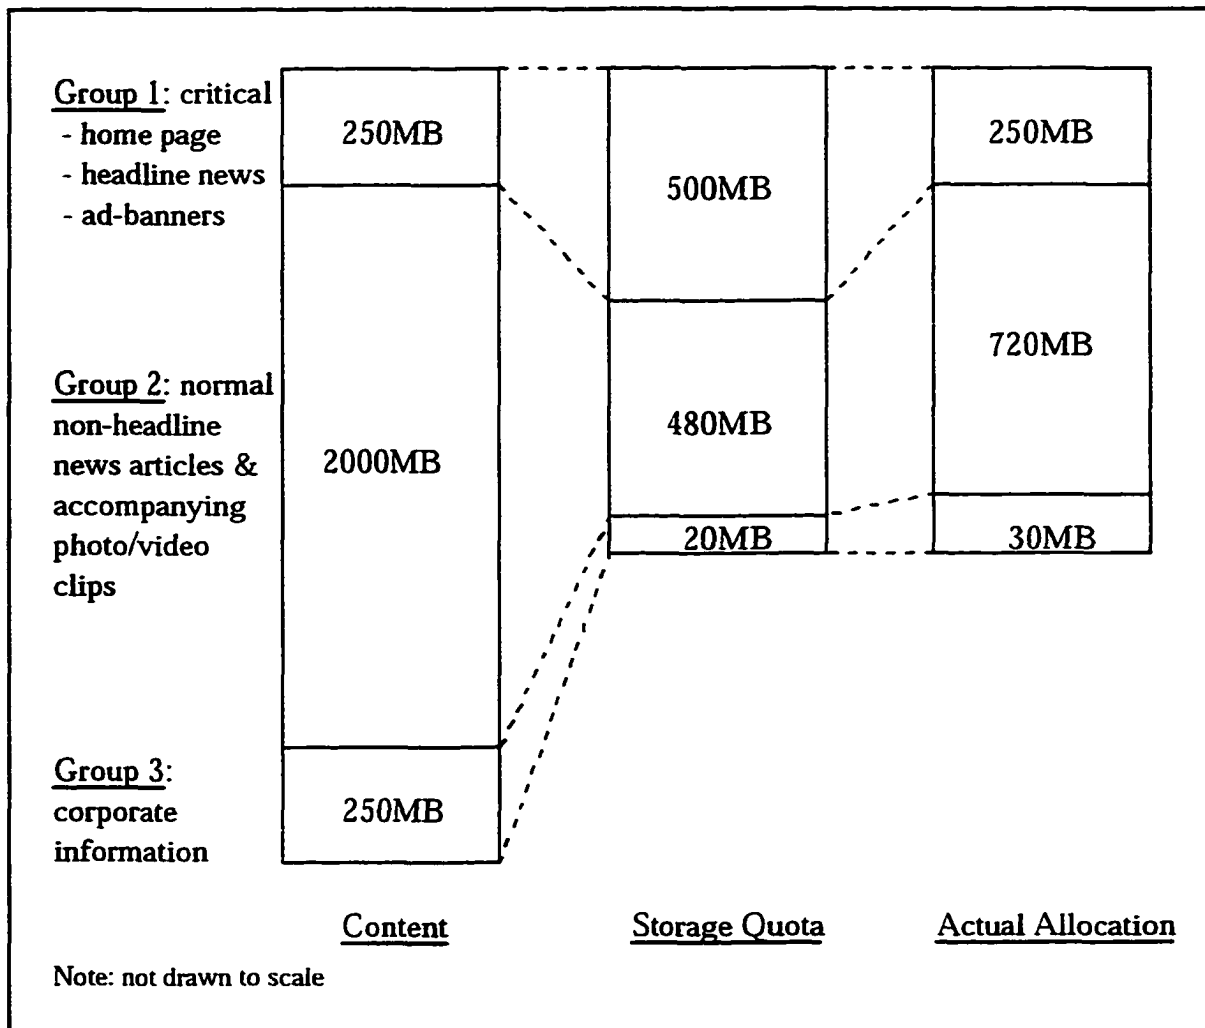 Group 1: critical
- home page
- headline news
- ad-banners
250MB
500MB
250MB
Group 2: normal
non-headline
news articles &
accompanying
photo/video
clips
2000MB
480MB
720MB
20MB
30MB
Group 3:
corporate
information
250MB
Content
Storage Quota
Actual Allocation
Note: not drawn to scale